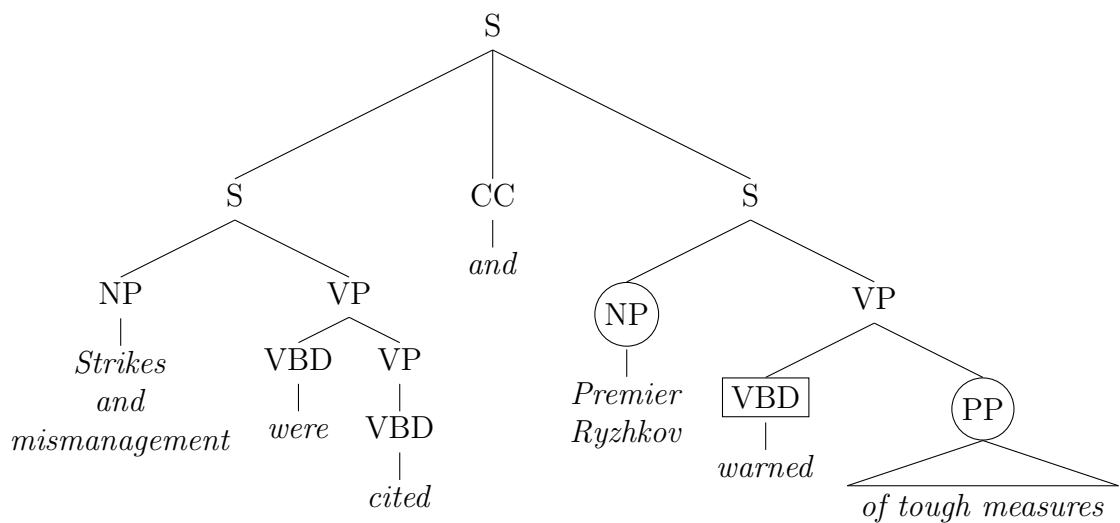 S
S CC S
and
NP VP NP VP
Strikes
and
mismanagement
VBD VP
were VBD
cited
Premier
Ryzhkov
VBD PP
warned
of tough measures